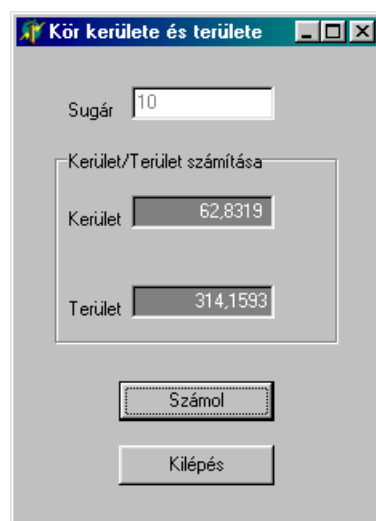 Kör kerülete és területe
Sugár 10
Kerület/Terület számítása
Kerület 62,8319
Terület 314,1593
Számol
Kilépés